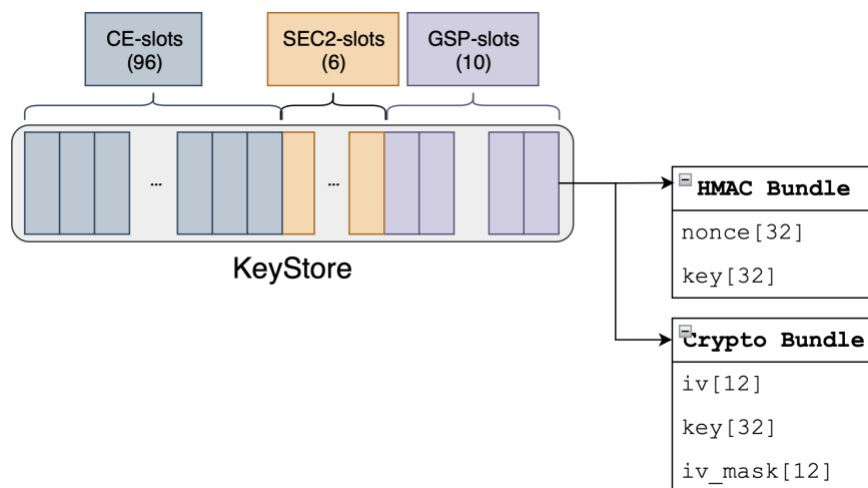 CE-slots
(96)
SEC2-slots
(6)
GSP-slots
(10)
...
...
KeyStore
HMAC Bundle
nonce[32]
key[32]
Crypto Bundle
iv[12]
key[32]
iv_mask[12]